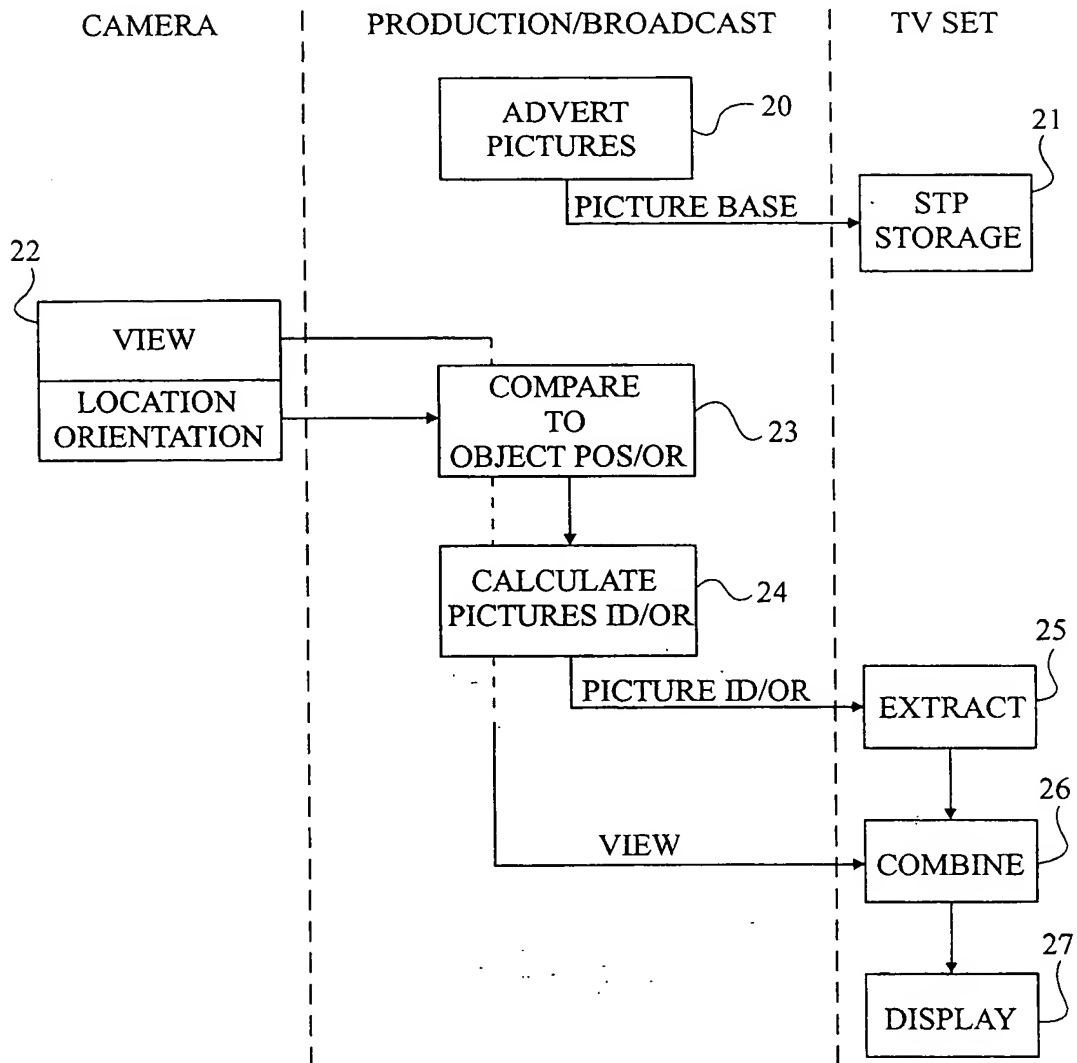 CAMERA
PRODUCTION/BROADCAST
TV SET
ADVERT
PICTURES
20
21
PICTURE BASE
STP
STORAGE
22
VIEW
LOCATION
ORIENTATION
COMPARE
TO
OBJECT POS/OR
23
CALCULATE
PICTURES ID/OR
24
PICTURE ID/OR
25
EXTRACT
26
VIEW
COMBINE
27
DISPLAY